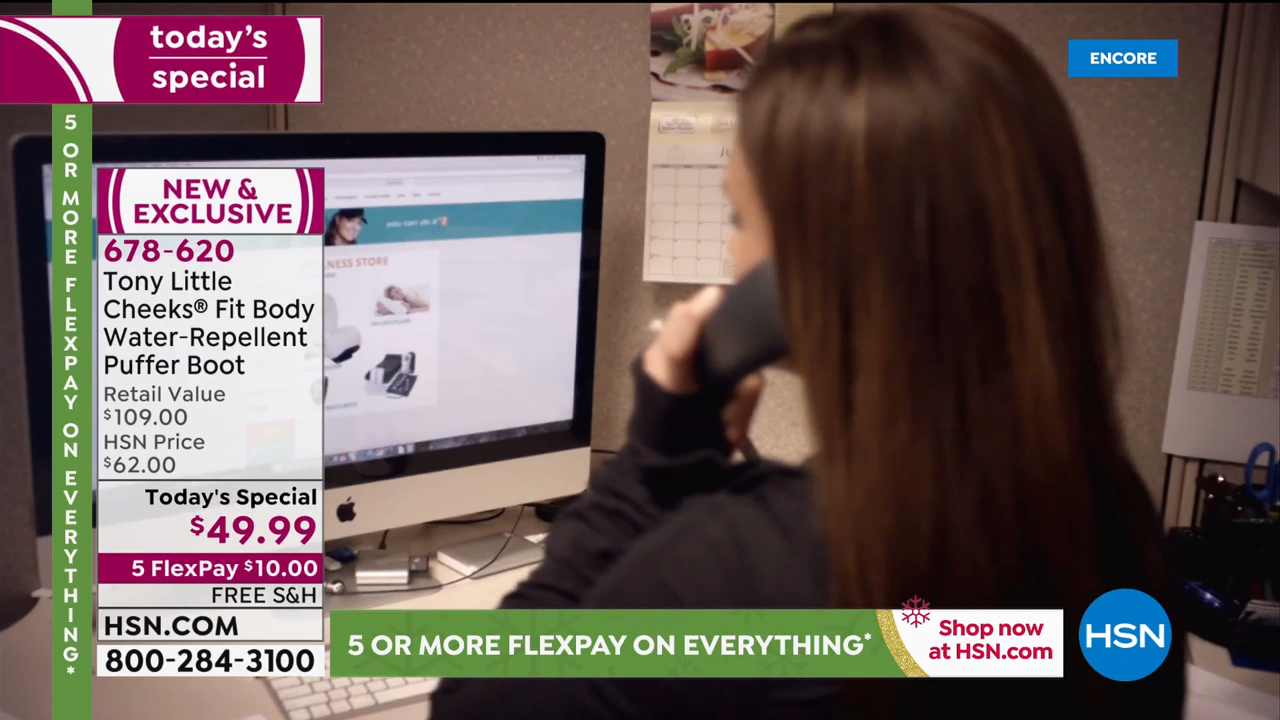 today's
special
ENCORE
5 OR MORE FLEXPAY ON EVERYTHING*
NEW &
EXCLUSIVE
678-620
Tony Little
Cheeks® Fit Body
Water-Repellent
Puffer Boot
Retail Value
$109.00
HSN Price
$62.00
Today's Special
$49.99
5 FlexPay $10.00
FREE S&H
HSN.COM
800-284-3100
you can do it
NESS STORE
5 OR MORE FLEXPAY ON EVERYTHING*
Shop now
at HSN.com
HSN